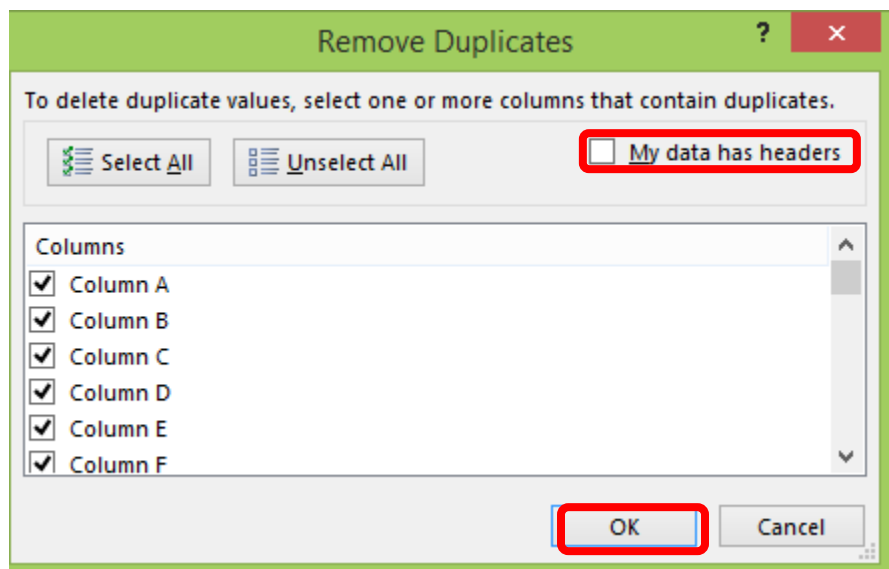 Remove Duplicates ?
To delete duplicate values, select one or more columns that contain duplicates.
Select All Unselect All My data has headers
Columns
Column A
Column B
Column C
Column D
Column E
Column F
OK Cancel